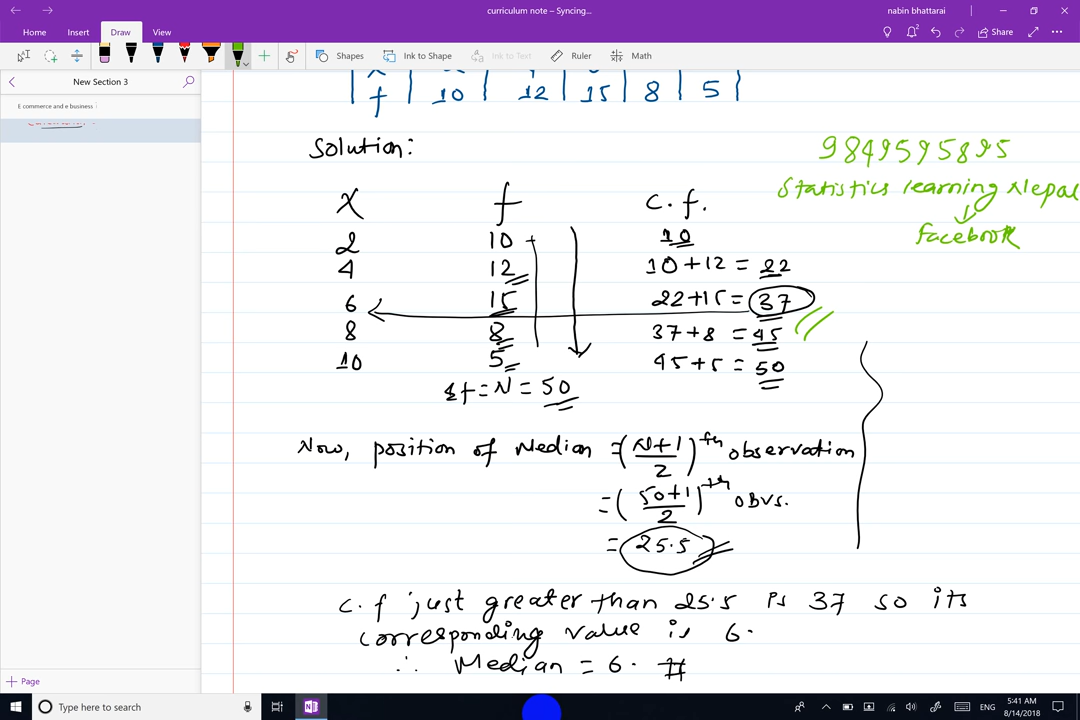 curriculum note – Syncing...
nabin bhattarai
Home Insert Draw View
Share
Shapes Ink to Shape Ink to Text Ruler Math
New Section 3
E commerce and e business
f 10 12 15 8 5
Solution:
X f c.f.
2 10 10
4 12 10+12 = 22
6 15 22+15 = 37
8 8 37+8 = 45
10 5 45+5 = 50
Σf = N = 50
9849595895
Statistics learning Nepal
facebook
Now, position of Median = (N+1/2)th observation
= (50+1/2)th obvs.
= 25.5
c.f just greater than 25.5 is 37 so its
corresponding value is 6.
∴ Median = 6. #
+ Page
Type here to search
5:41 AM
8/14/2018